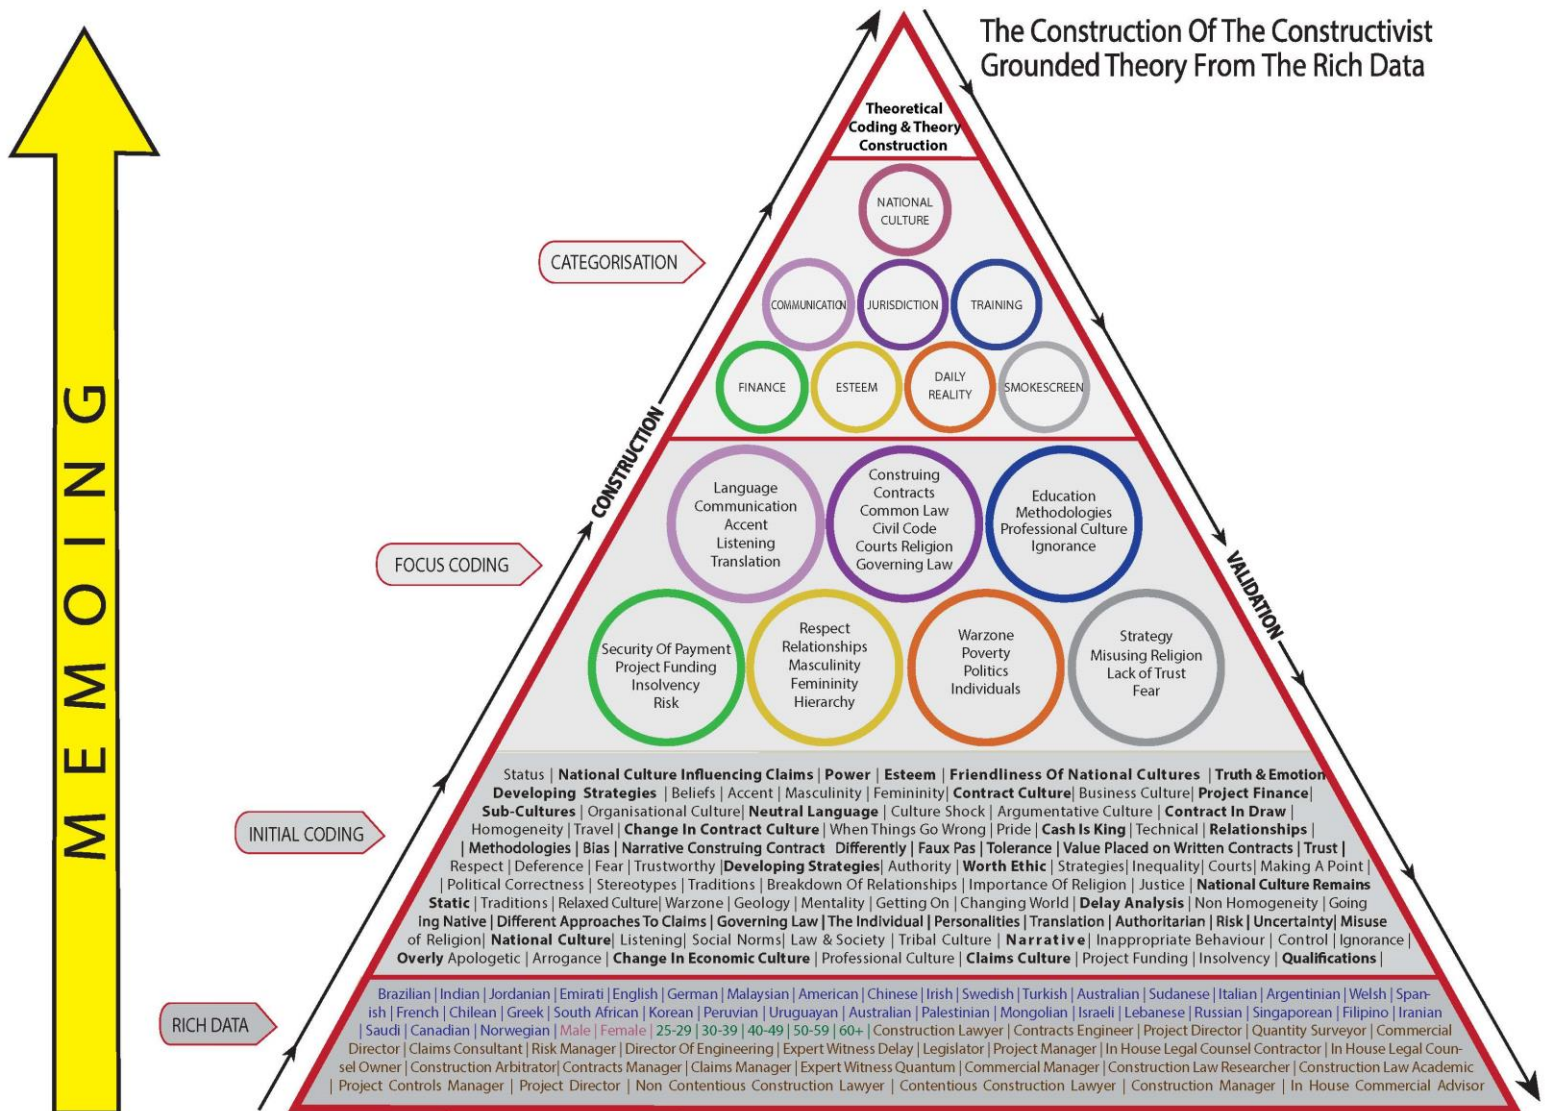 The Construction Of The Constructivist
Grounded Theory From The Rich Data
MEMOING
Theoretical
Coding & Theory
Construction
CATEGORISATION
NATIONAL
CULTURE
COMMUNICATION
JURISDICTION
TRAINING
FINANCE
ESTEEM
DAILY
REALITY
SMOKESCREEN
CONSTRUCTION
VALIDATION
FOCUS CODING
Language
Communication
Accent
Listening
Translation
Construing
Contracts
Common Law
Civil Code
Courts Religion
Governing Law
Education
Methodologies
Professional Culture
Ignorance
Security Of Payment
Project Funding
Insolvency
Risk
Respect
Relationships
Masculinity
Femininity
Hierarchy
Warzone
Poverty
Politics
Individuals
Strategy
Misusing Religion
Lack of Trust
Fear
INITIAL CODING
Status | National Culture Influencing Claims | Power | Esteem | Friendliness Of National Cultures | Truth & Emotion
Developing Strategies | Beliefs | Accent | Masculinity | Femininity| Contract Culture| Business Culture| Project Finance|
Sub-Cultures | Organisational Culture| Neutral Language | Culture Shock | Argumentative Culture | Contract In Draw |
Homogeneity | Travel | Change In Contract Culture | When Things Go Wrong | Pride | Cash Is King | Technical | Relationships |
| Methodologies | Bias | Narrative Construing Contract Differently | Faux Pas | Tolerance | Value Placed on Written Contracts | Trust |
Respect | Deference | Fear | Trustworthy |Developing Strategies| Authority | Worth Ethic | Strategies| Inequality| Courts| Making A Point |
| Political Correctness | Stereotypes | Traditions | Breakdown Of Relationships | Importance Of Religion | Justice | National Culture Remains
Static | Traditions | Relaxed Culture| Warzone | Geology | Mentality | Getting On | Changing World | Delay Analysis | Non Homogeneity | Going
ing Native | Different Approaches To Claims | Governing Law | The Individual | Personalities | Translation | Authoritarian | Risk | Uncertainty| Misuse
of Religion| National Culture| Listening| Social Norms| Law & Society | Tribal Culture | Narrative | Inappropriate Behaviour | Control | Ignorance |
Overly Apologetic | Arrogance | Change In Economic Culture | Professional Culture | Claims Culture | Project Funding | Insolvency | Qualifications |
RICH DATA
Brazilian | Indian | Jordanian | Emirati | English | German | Malaysian | American | Chinese | Irish | Swedish | Turkish | Australian | Sudanese | Italian | Argentinian | Welsh | Span-
ish | French | Chilean | Greek | South African | Korean | Peruvian | Uruguayan | Australian | Palestinian | Mongolian | Israeli | Lebanese | Russian | Singaporean | Filipino | Iranian
| Saudi | Canadian | Norwegian | Male | Female | 25-29 | 30-39 | 40-49 | 50-59 | 60+ | Construction Lawyer | Contracts Engineer | Project Director | Quantity Surveyor | Commercial
Director | Claims Consultant | Risk Manager | Director Of Engineering | Expert Witness Delay | Legislator | Project Manager | In House Legal Counsel Contractor | In House Legal Coun-
sel Owner | Construction Arbitrator| Contracts Manager | Claims Manager | Expert Witness Quantum | Commercial Manager | Construction Law Researcher | Construction Law Academic
| Project Controls Manager | Project Director | Non Contentious Construction Lawyer | Contentious Construction Lawyer | Construction Manager | In House Commercial Advisor